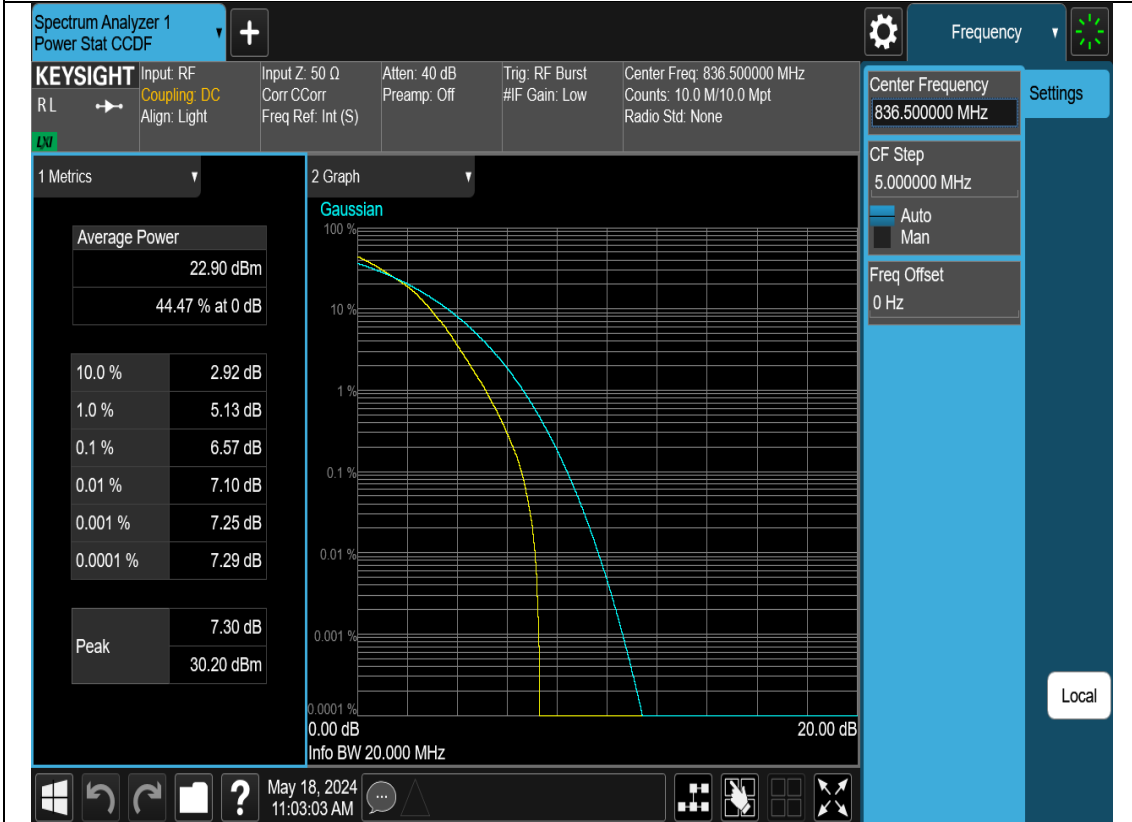 Spectrum Analyzer 1
Power Stat CCDF
+
Frequency
KEYSIGHT
RL
LXI
Input: RF
Coupling: DC
Align: Light
Input Z: 50 Ω
Corr CCorr
Freq Ref: Int (S)
Atten: 40 dB
Preamp: Off
Trig: RF Burst
#IF Gain: Low
Center Freq: 836.500000 MHz
Counts: 10.0 M/10.0 Mpt
Radio Std: None
Center Frequency
836.500000 MHz
Settings
CF Step
5.000000 MHz
Auto
Man
Freq Offset
0 Hz
Local
1 Metrics
Average Power
22.90 dBm
44.47 % at 0 dB
10.0 % 2.92 dB
1.0 % 5.13 dB
0.1 % 6.57 dB
0.01 % 7.10 dB
0.001 % 7.25 dB
0.0001 % 7.29 dB
Peak 7.30 dB
30.20 dBm
2 Graph
Gaussian
100 %
10 %
1 %
0.1 %
0.01 %
0.001 %
0.0001 %
0.00 dB 20.00 dB
Info BW 20.000 MHz
?
May 18, 2024
11:03:03 AM